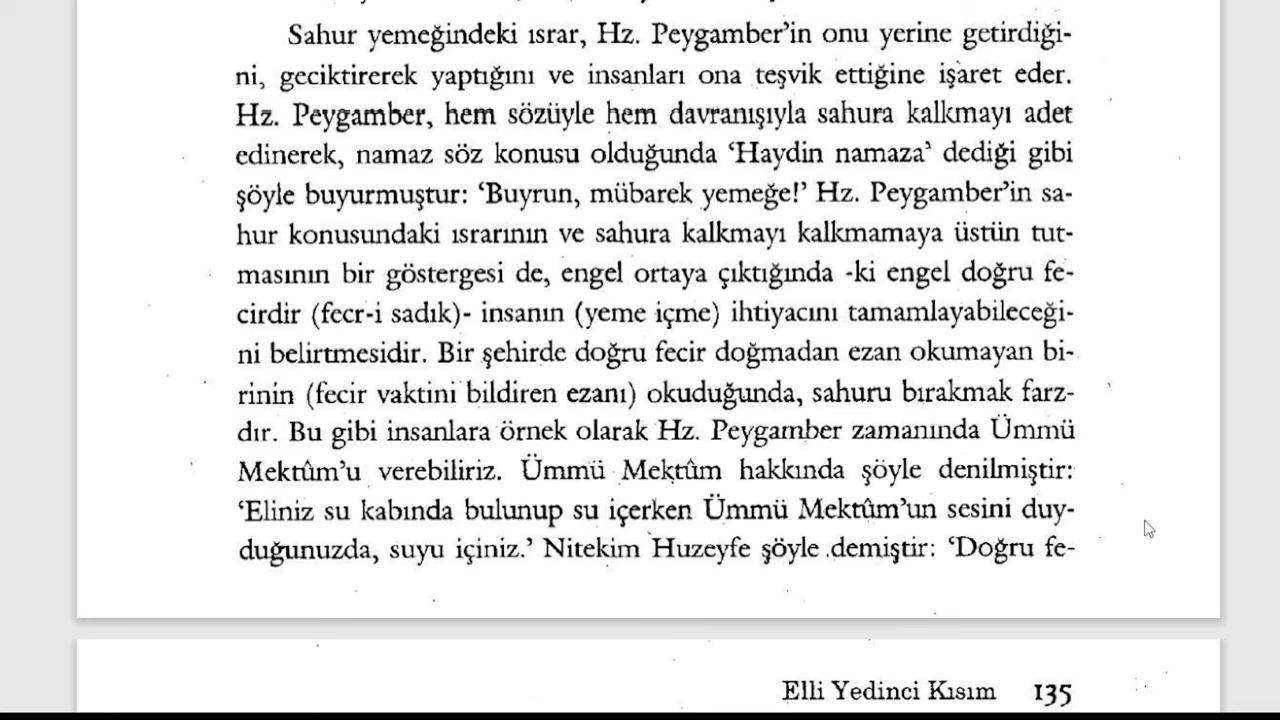 Sahur yemeğindeki ısrar, Hz. Peygamber’in onu yerine getirdiği-
ni, geciktirerek yaptığını ve insanları ona teşvik ettiğine işaret eder.
Hz. Peygamber, hem sözüyle hem davranışıyla sahura kalkmayı adet
edinerek, namaz söz konusu olduğunda ‘Haydin namaza’ dediği gibi
şöyle buyurmuştur: ‘Buyrun, mübarek yemeğe!’ Hz. Peygamber’in sa-
hur konusundaki ısrarının ve sahura kalkmayı kalkmamaya üstün tut-
masının bir göstergesi de, engel ortaya çıktığında -ki engel doğru fe-
cirdir (fecr-i sadık)- insanın (yeme içme) ihtiyacını tamamlayabileceği-
ni belirtmesidir. Bir şehirde doğru fecir doğmadan ezan okumayan bi-
rinin (fecir vaktini bildiren ezanı) okuduğunda, sahuru bırakmak farz-
dır. Bu gibi insanlara örnek olarak Hz. Peygamber zamanında Ümmü
Mektûm’u verebiliriz. Ümmü Mektûm hakkında şöyle denilmiştir:
‘Eliniz su kabında bulunup su içerken Ümmü Mektûm’un sesini duy-
duğunuzda, suyu içiniz.’ Nitekim Huzeyfe şöyle demiştir: ‘Doğru fe-
Elli Yedinci Kısım 135